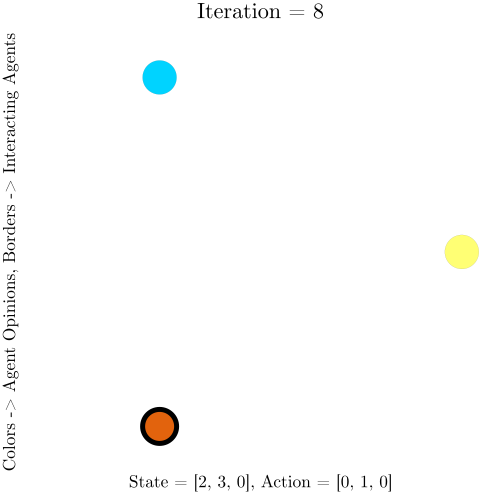 Iteration = 8
Colors -> Agent Opinions, Borders -> Interacting Agents
State = [2, 3, 0], Action = [0, 1, 0]